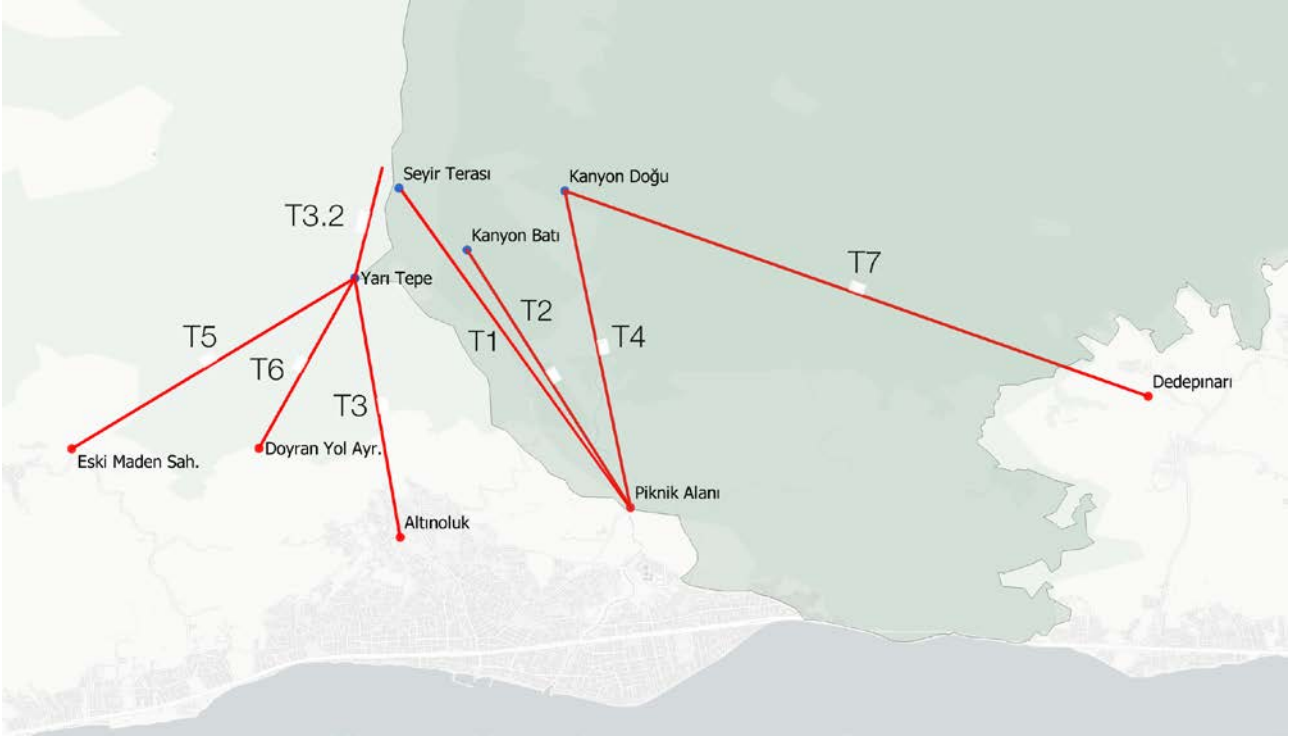 Seyir Terası
Kanyon Doğu
T3.2
Kanyon Batı
T7
Yarı Tepe
T5
T2
T1
T4
T6
Dedepınarı
T3
Doyran Yol Ayr.
Eski Maden Sah.
Piknik Alanı
Altınoluk